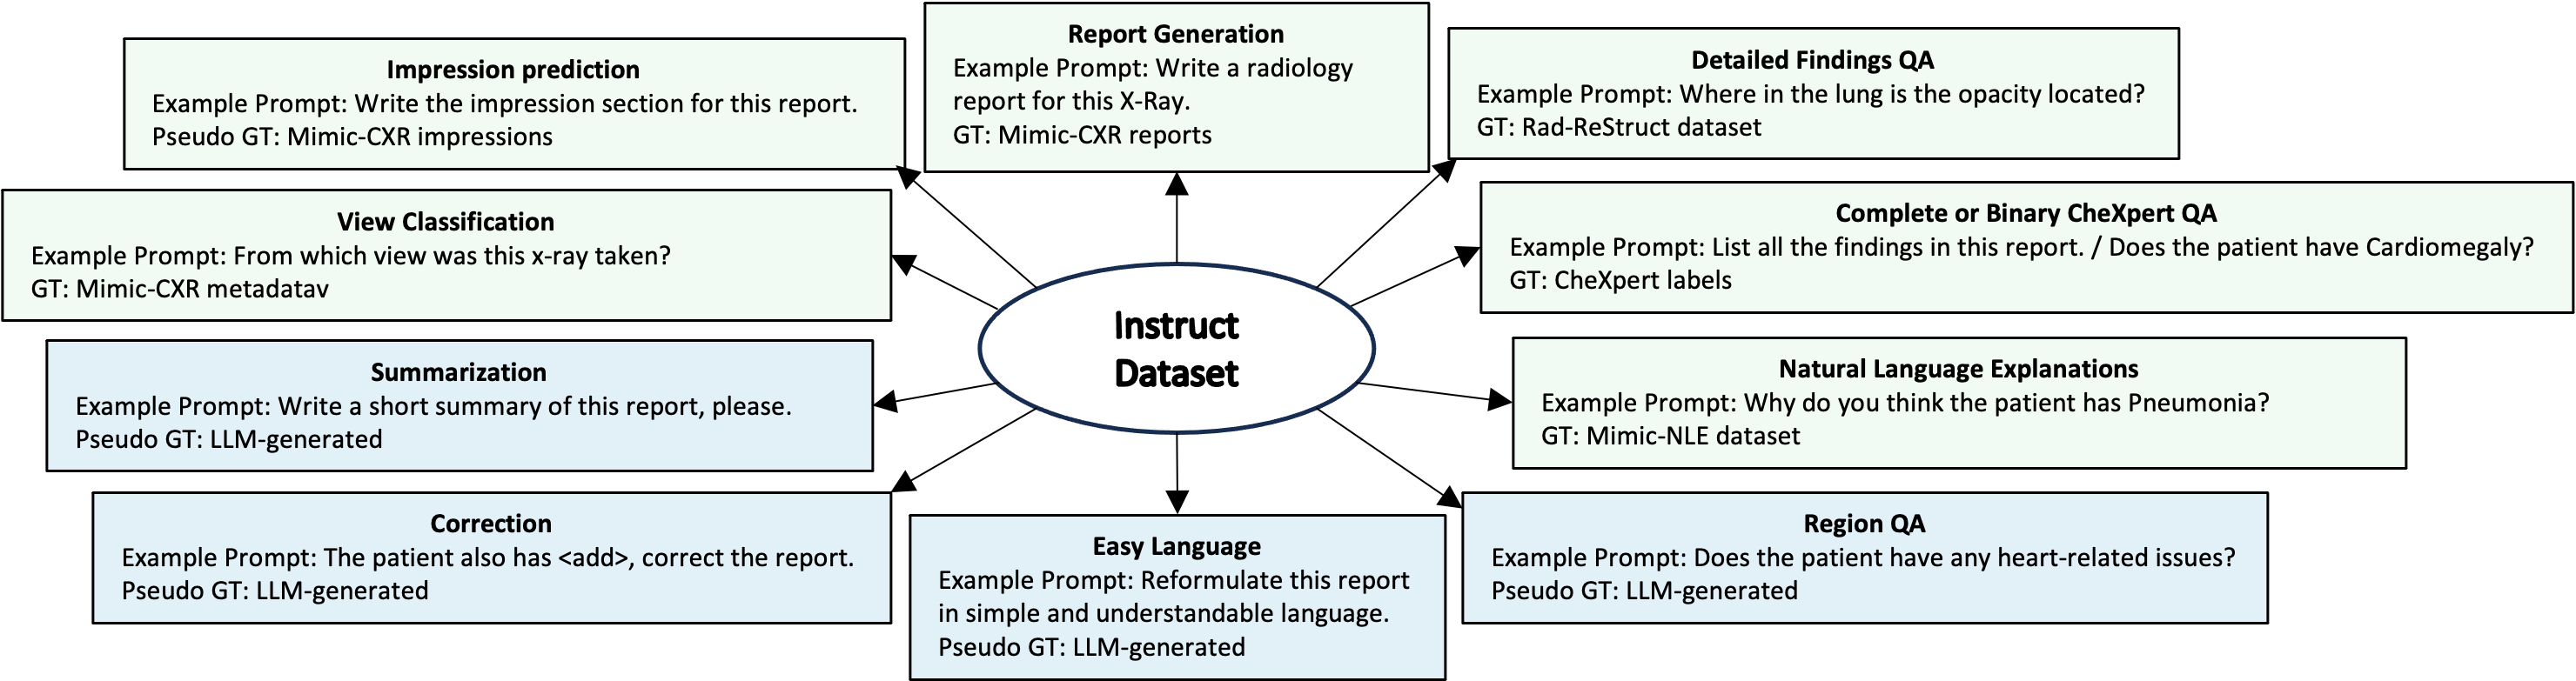 Impression prediction
Example Prompt: Write the impression section for this report.
Pseudo GT: Mimic-CXR impressions
Report Generation
Example Prompt: Write a radiology
report for this X-Ray.
GT: Mimic-CXR reports
Detailed Findings QA
Example Prompt: Where in the lung is the opacity located?
GT: Rad-ReStruct dataset
View Classification
Example Prompt: From which view was this x-ray taken?
GT: Mimic-CXR metadatav
Complete or Binary CheXpert QA
Example Prompt: List all the findings in this report. / Does the patient have Cardiomegaly?
GT: CheXpert labels
Instruct
Dataset
Summarization
Example Prompt: Write a short summary of this report, please.
Pseudo GT: LLM-generated
Natural Language Explanations
Example Prompt: Why do you think the patient has Pneumonia?
GT: Mimic-NLE dataset
Correction
Example Prompt: The patient also has <add>, correct the report.
Pseudo GT: LLM-generated
Easy Language
Example Prompt: Reformulate this report
in simple and understandable language.
Pseudo GT: LLM-generated
Region QA
Example Prompt: Does the patient have any heart-related issues?
Pseudo GT: LLM-generated